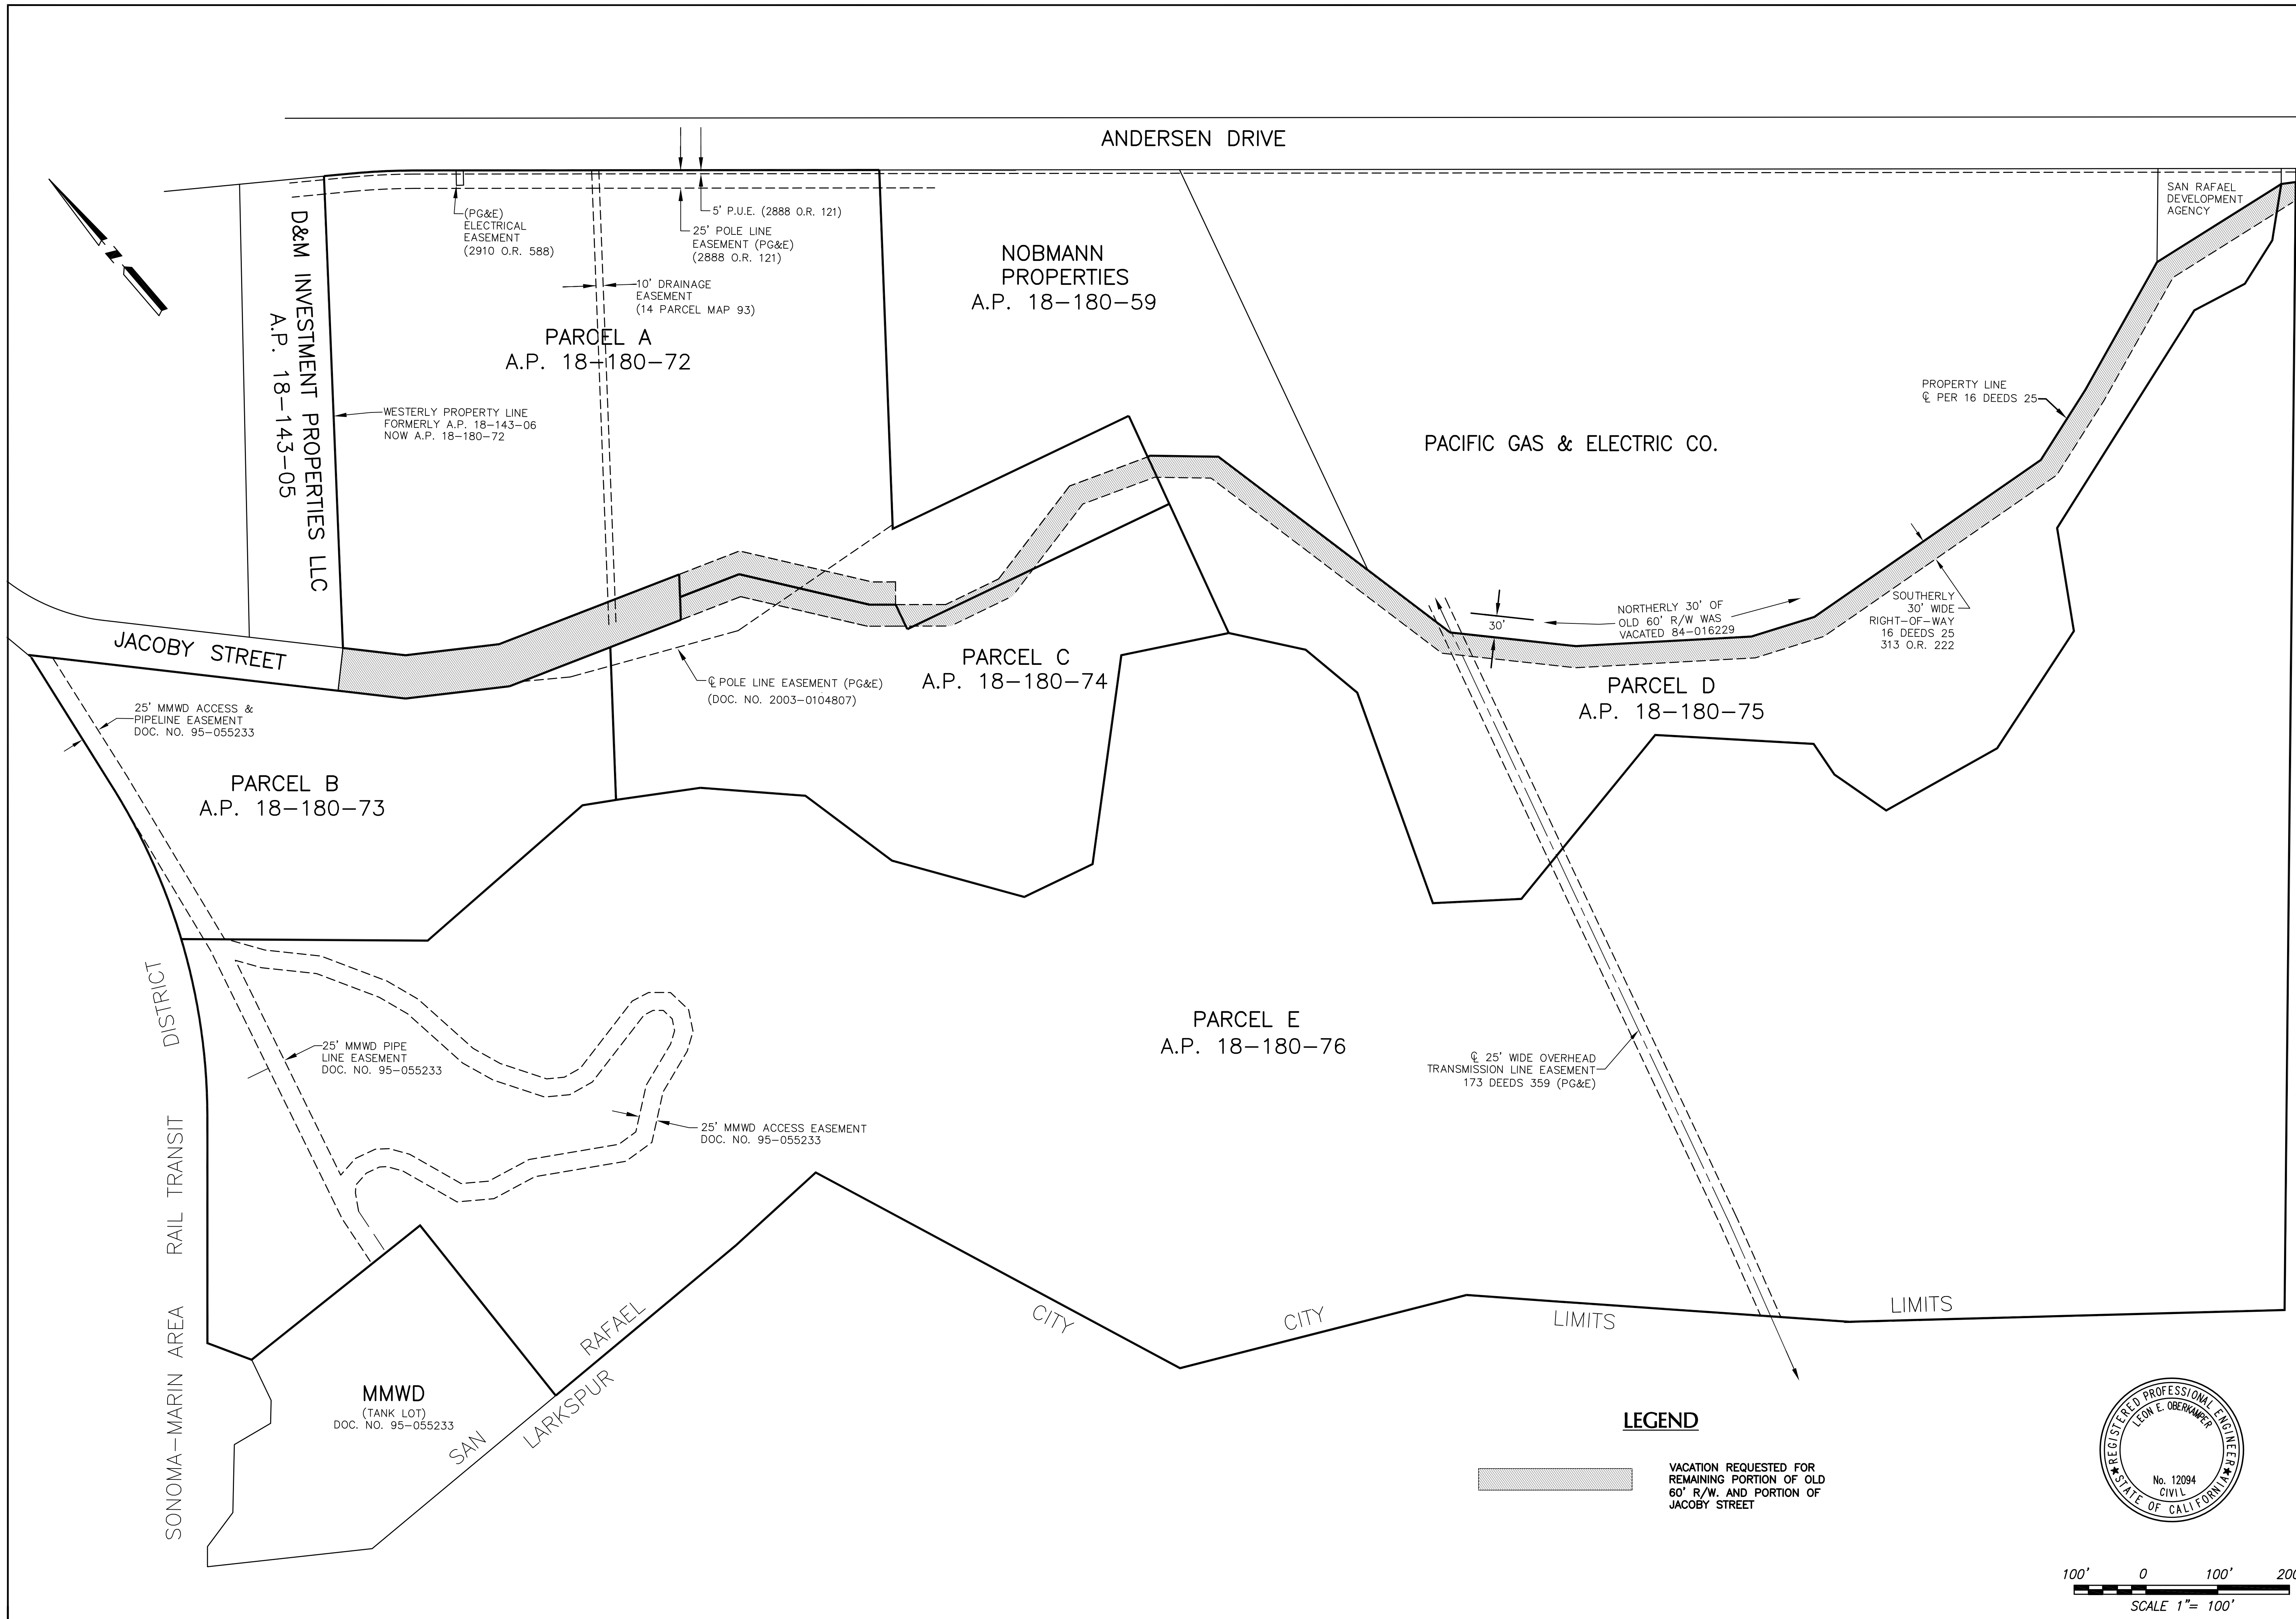 ANDERSEN DRIVE
N
D&M INVESTMENT PROPERTIES LLC
A.P. 18-143-05
(PG&E)
ELECTRICAL
EASEMENT
(2910 O.R. 588)
5' P.U.E. (2888 O.R. 121)
25' POLE LINE
EASEMENT (PG&E)
(2888 O.R. 121)
10' DRAINAGE
EASEMENT
(14 PARCEL MAP 93)
PARCEL A
A.P. 18-180-72
WESTERLY PROPERTY LINE
FORMERLY A.P. 18-143-06
NOW A.P. 18-180-72
NOBMANN
PROPERTIES
A.P. 18-180-59
SAN RAFAEL
DEVELOPMENT
AGENCY
PROPERTY LINE
℄ PER 16 DEEDS 25
PACIFIC GAS & ELECTRIC CO.
JACOBY STREET
30'
NORTHERLY 30' OF
OLD 60' R/W WAS
VACATED 84-016229
SOUTHERLY
30' WIDE
RIGHT-OF-WAY
16 DEEDS 25
313 O.R. 222
PARCEL C
A.P. 18-180-74
℄ POLE LINE EASEMENT (PG&E)
(DOC. NO. 2003-0104807)
PARCEL D
A.P. 18-180-75
25' MMWD ACCESS &
PIPELINE EASEMENT
DOC. NO. 95-055233
PARCEL B
A.P. 18-180-73
SONOMA-MARIN AREA RAIL TRANSIT DISTRICT
25' MMWD PIPE
LINE EASEMENT
DOC. NO. 95-055233
PARCEL E
A.P. 18-180-76
℄ 25' WIDE OVERHEAD
TRANSMISSION LINE EASEMENT
173 DEEDS 359 (PG&E)
25' MMWD ACCESS EASEMENT
DOC. NO. 95-055233
MMWD
(TANK LOT)
DOC. NO. 95-055233
SAN RAFAEL CITY LIMITS
LARKSPUR CITY LIMITS
LEGEND
VACATION REQUESTED FOR
REMAINING PORTION OF OLD
60' R/W. AND PORTION OF
JACOBY STREET
REGISTERED PROFESSIONAL ENGINEER
LEON E. OBERKAMPER
No. 12094
CIVIL
STATE OF CALIFORNIA
100' 0 100' 200
SCALE 1"= 100'